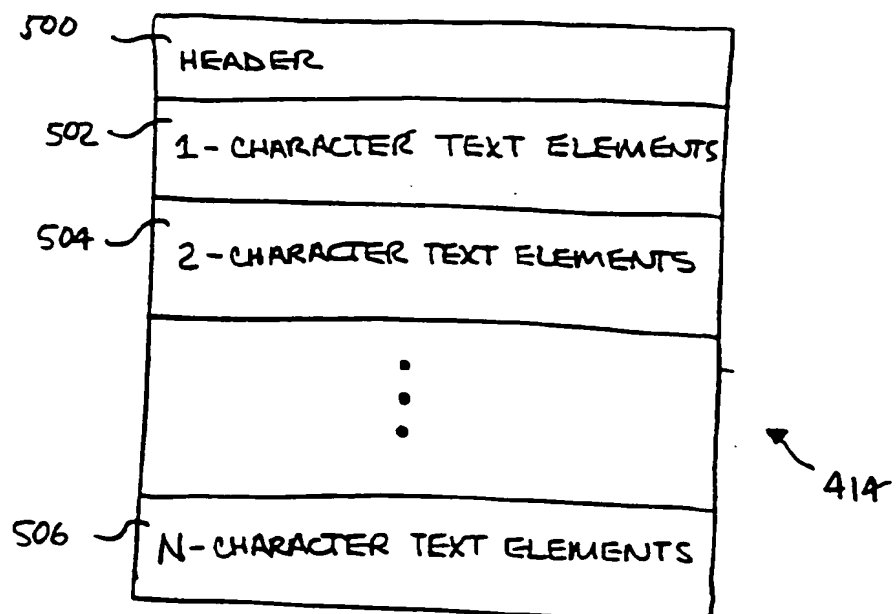 500
HEADER
502
1-CHARACTER TEXT ELEMENTS
504
2-CHARACTER TEXT ELEMENTS
414
506
N-CHARACTER TEXT ELEMENTS